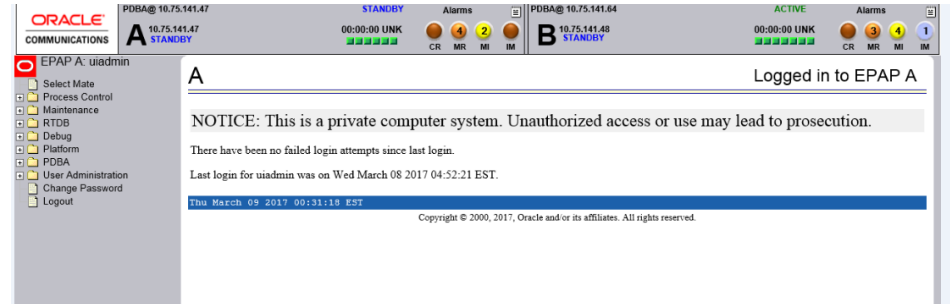 ORACLE
COMMUNICATIONS
PDBA@ 10.75.141.47 STANDBY
A 10.75.141.47 00:00:00 UNK
STANDBY
Alarms
4 2
CR MR MI IM
PDBA@ 10.75.141.64 ACTIVE
B 10.75.141.48 00:00:00 UNK
STANDBY
Alarms
3 4 1
CR MR MI IM
EPAP A: uiadmin
Select Mate
Process Control
Maintenance
RTDB
Debug
Platform
PDBA
User Administration
Change Password
Logout
A Logged in to EPAP A
NOTICE: This is a private computer system. Unauthorized access or use may lead to prosecution.
There have been no failed login attempts since last login.
Last login for uiadmin was on Wed March 08 2017 04:52:21 EST.
Thu March 09 2017 00:31:18 EST
Copyright © 2000, 2017, Oracle and/or its affiliates. All rights reserved.